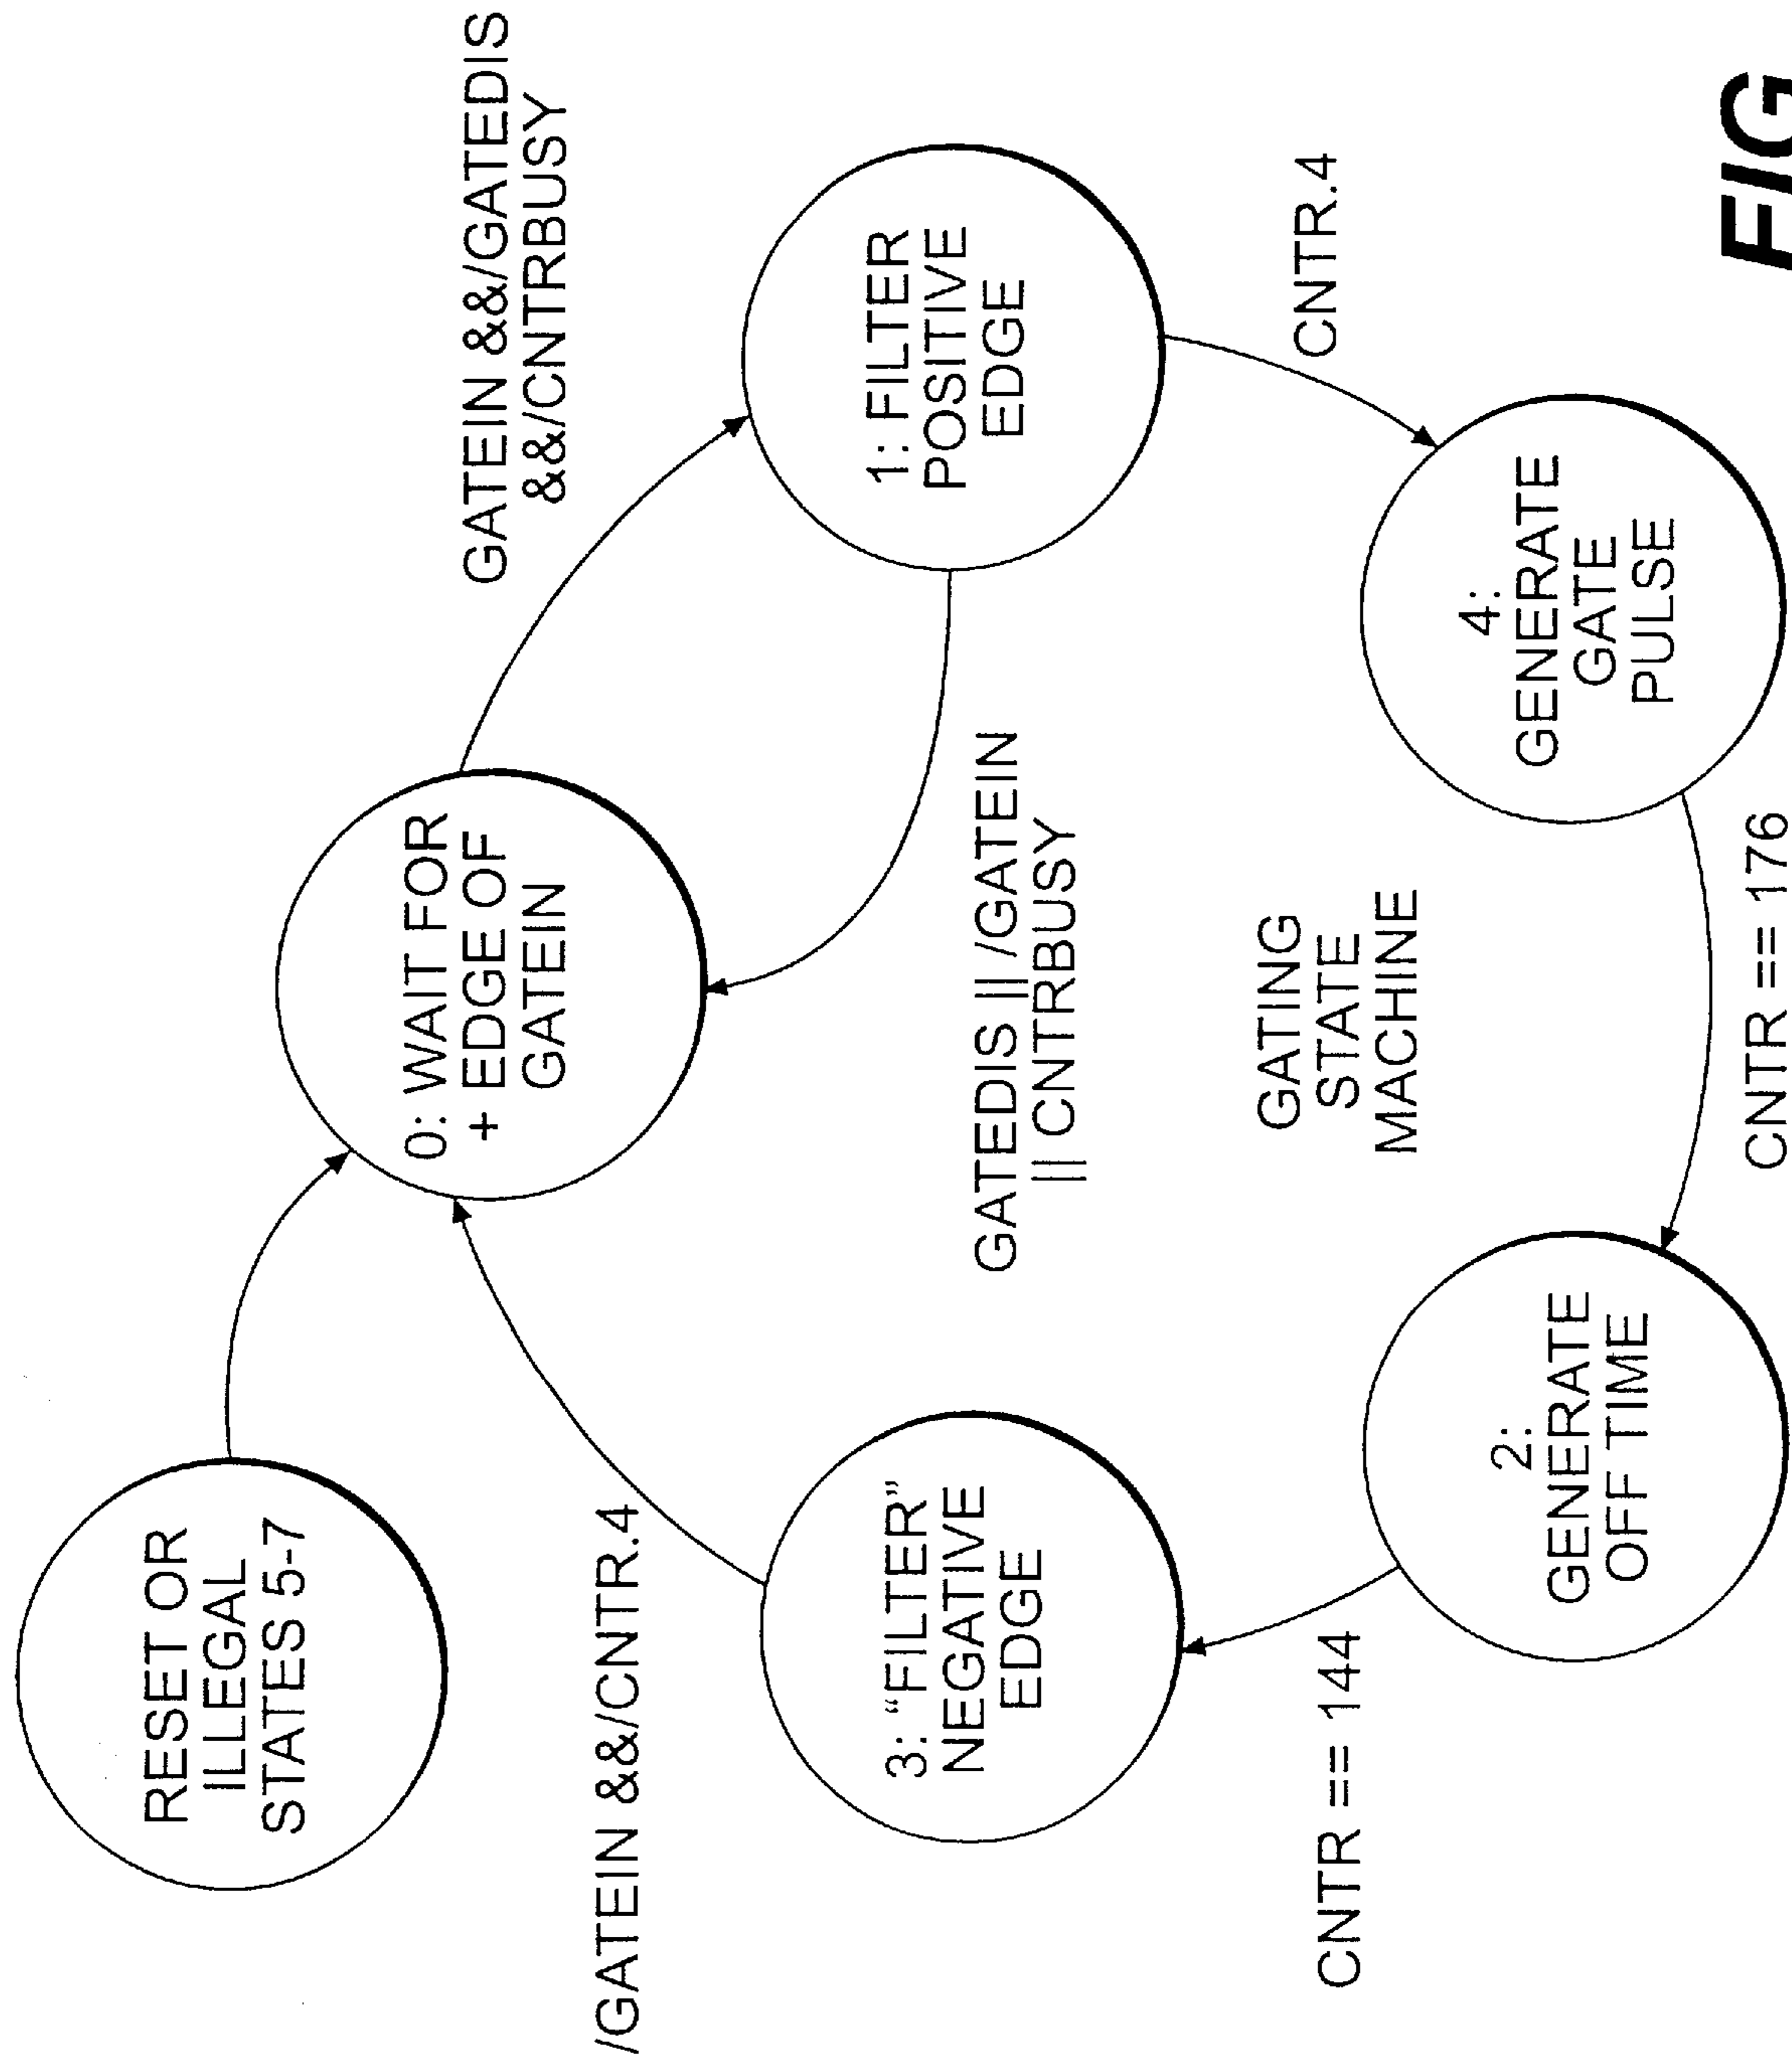 RESET OR
ILLEGAL
STATES 5-7
0: WAIT FOR
+ EDGE OF
GATEIN
GATEIN &&/GATEDIS
&&/CNTRBUSY
/GATEIN &&/CNTR.4
3: “FILTER”
NEGATIVE
EDGE
GATEDIS || /GATEIN
|| CNTRBUSY
1: FILTER
POSITIVE
EDGE
GATING
STATE
MACHINE
CNTR == 144
CNTR.4
2:
GENERATE
OFF TIME
4:
GENERATE
GATE
PULSE
CNTR == 176
FIG